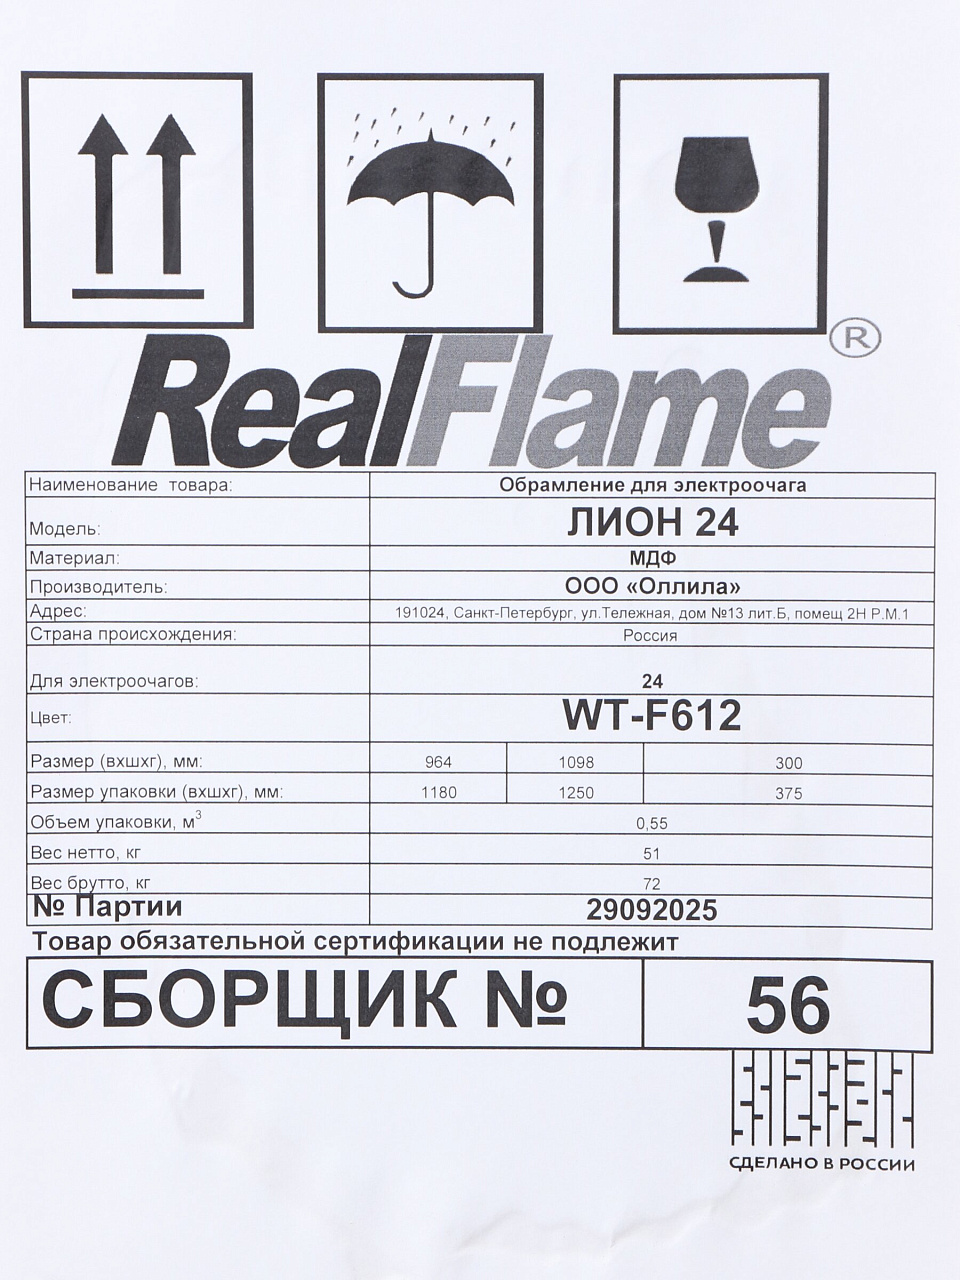 RealFlame®
Наименование товара: Обрамление для электроочага
Модель: ЛИОН 24
Материал: МДФ
Производитель: ООО «Оллила»
Адрес: 191024, Санкт-Петербург, ул.Тележная, дом №13 лит.Б, помещ 2Н Р.М.1
Страна происхождения: Россия
Для электроочагов: 24
Цвет: WT-F612
Размер (вхшхг), мм: 964 1098 300
Размер упаковки (вхшхг), мм: 1180 1250 375
Объем упаковки, м³ 0,55
Вес нетто, кг 51
Вес брутто, кг 72
№ Партии 29092025
Товар обязательной сертификации не подлежит
СБОРЩИК № 56
СДЕЛАНО В РОССИИ